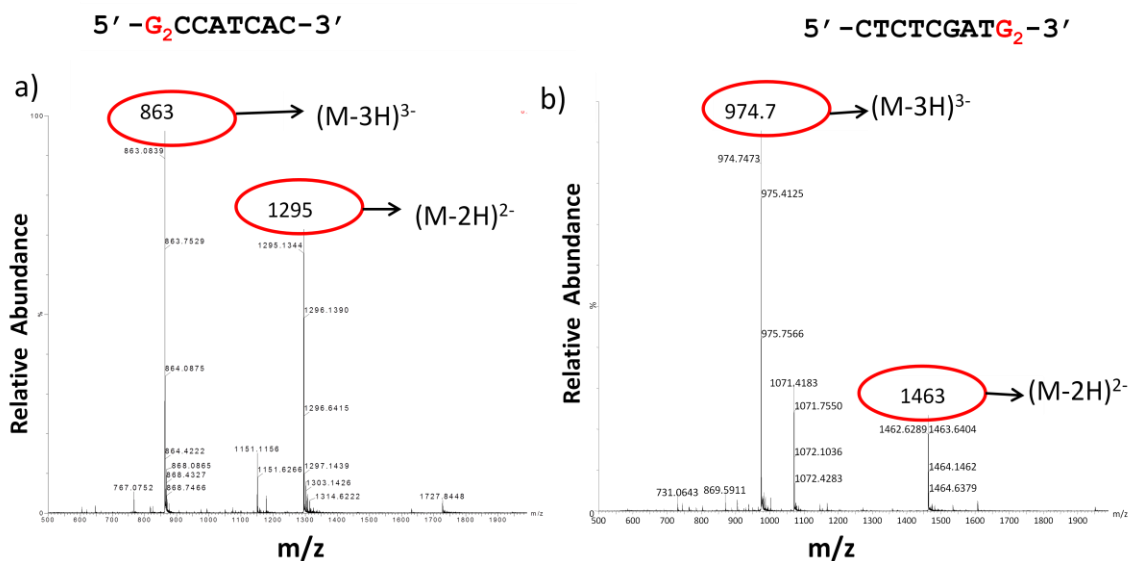 5′ -G₂CCATCAC-3′
5′ -CTCTCGATG₂-3′
a)
863
(M-3H)³⁻
100
863.0839
1295
(M-2H)²⁻
863.7529
1295.1344
%
1296.1390
864.0875
1296.6415
864.4222
868.0865
868.4327
868.7466
767.0752
1151.1156
1151.6266
1297.1439
1303.1426
1314.6222
1727.8448
500 600 700 800 900 1000 1100 1200 1300 1400 1500 1600 1700 1800 1900
m/z
Relative Abundance
m/z
b)
974.7
(M-3H)³⁻
974.7473
975.4125
%
975.7566
1071.4183
1071.7550
1463
(M-2H)²⁻
1462.6289 1463.6404
1072.1036
1072.4283
1464.1462
1464.6379
731.0643
869.5911
500 600 700 800 900 1000 1100 1200 1300 1400 1500 1600 1700 1800 1900
m/z
Relative Abundance
m/z